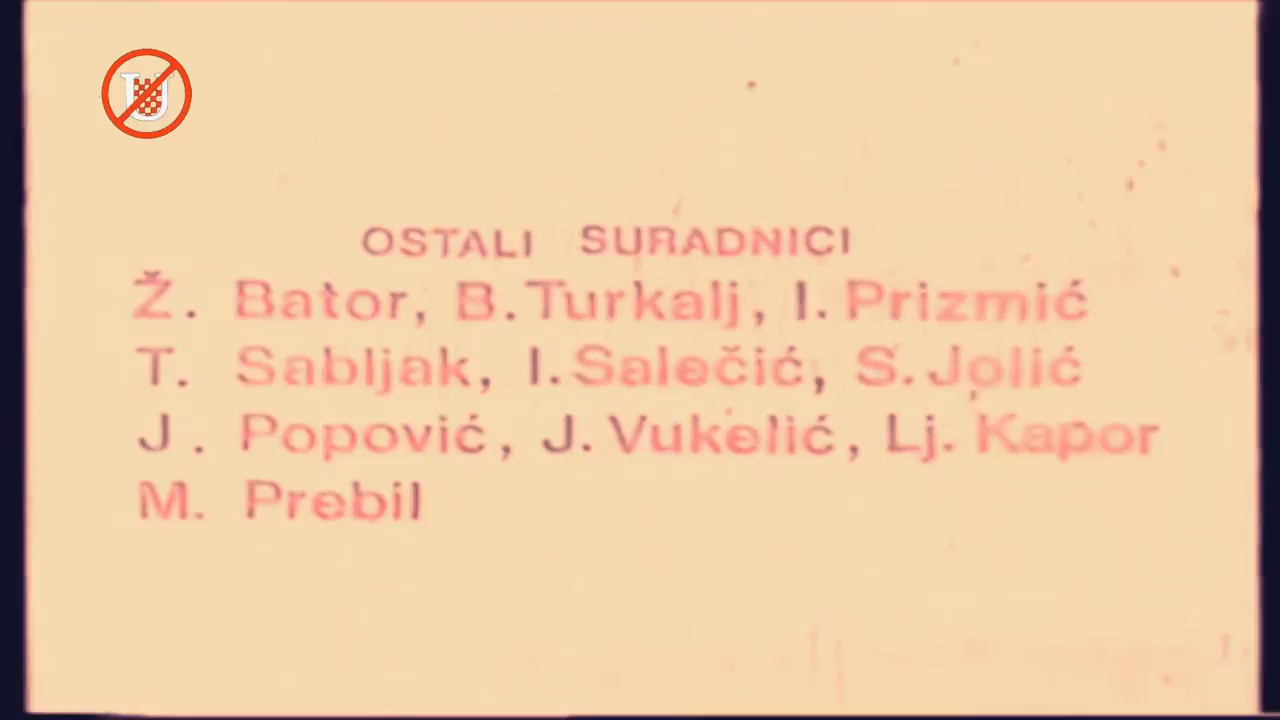 U
OSTALI SURADNICI
Ž. Bator, B. Turkalj, I. Prizmić
T. Sabljak, I. Salečić, S. Jolić
J. Popović, J. Vukelić, Lj. Kapor
M. Prebil